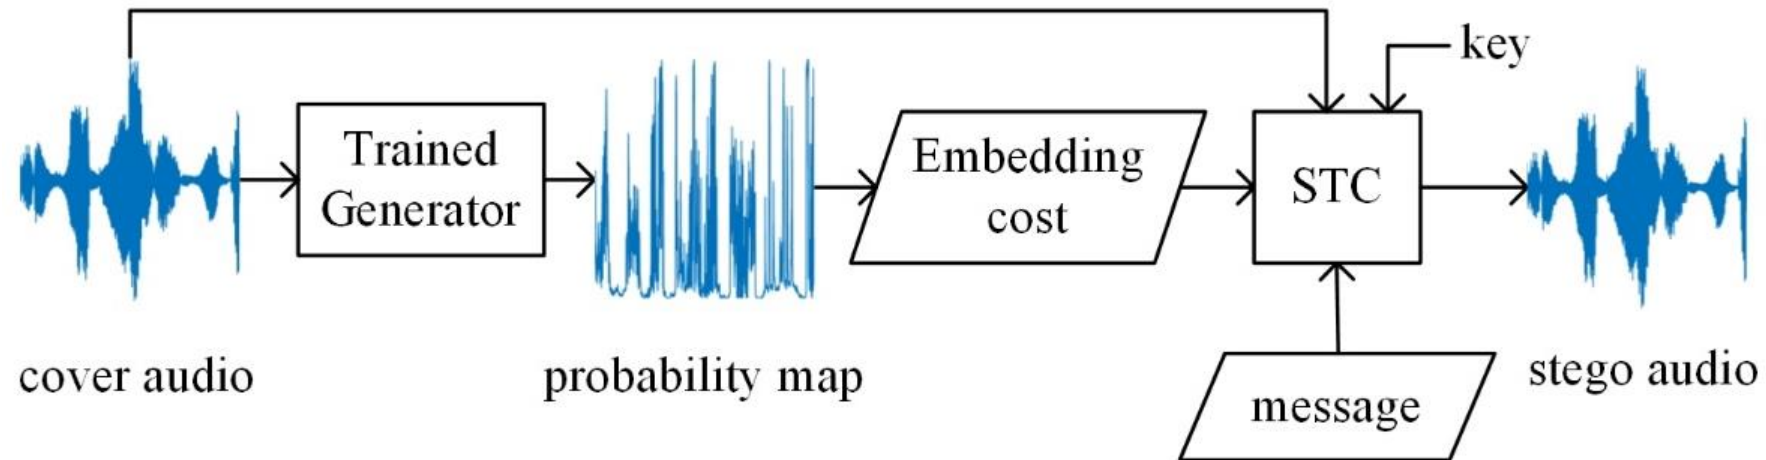 key
Trained
Generator
Embedding
cost
STC
cover audio
probability map
stego audio
message